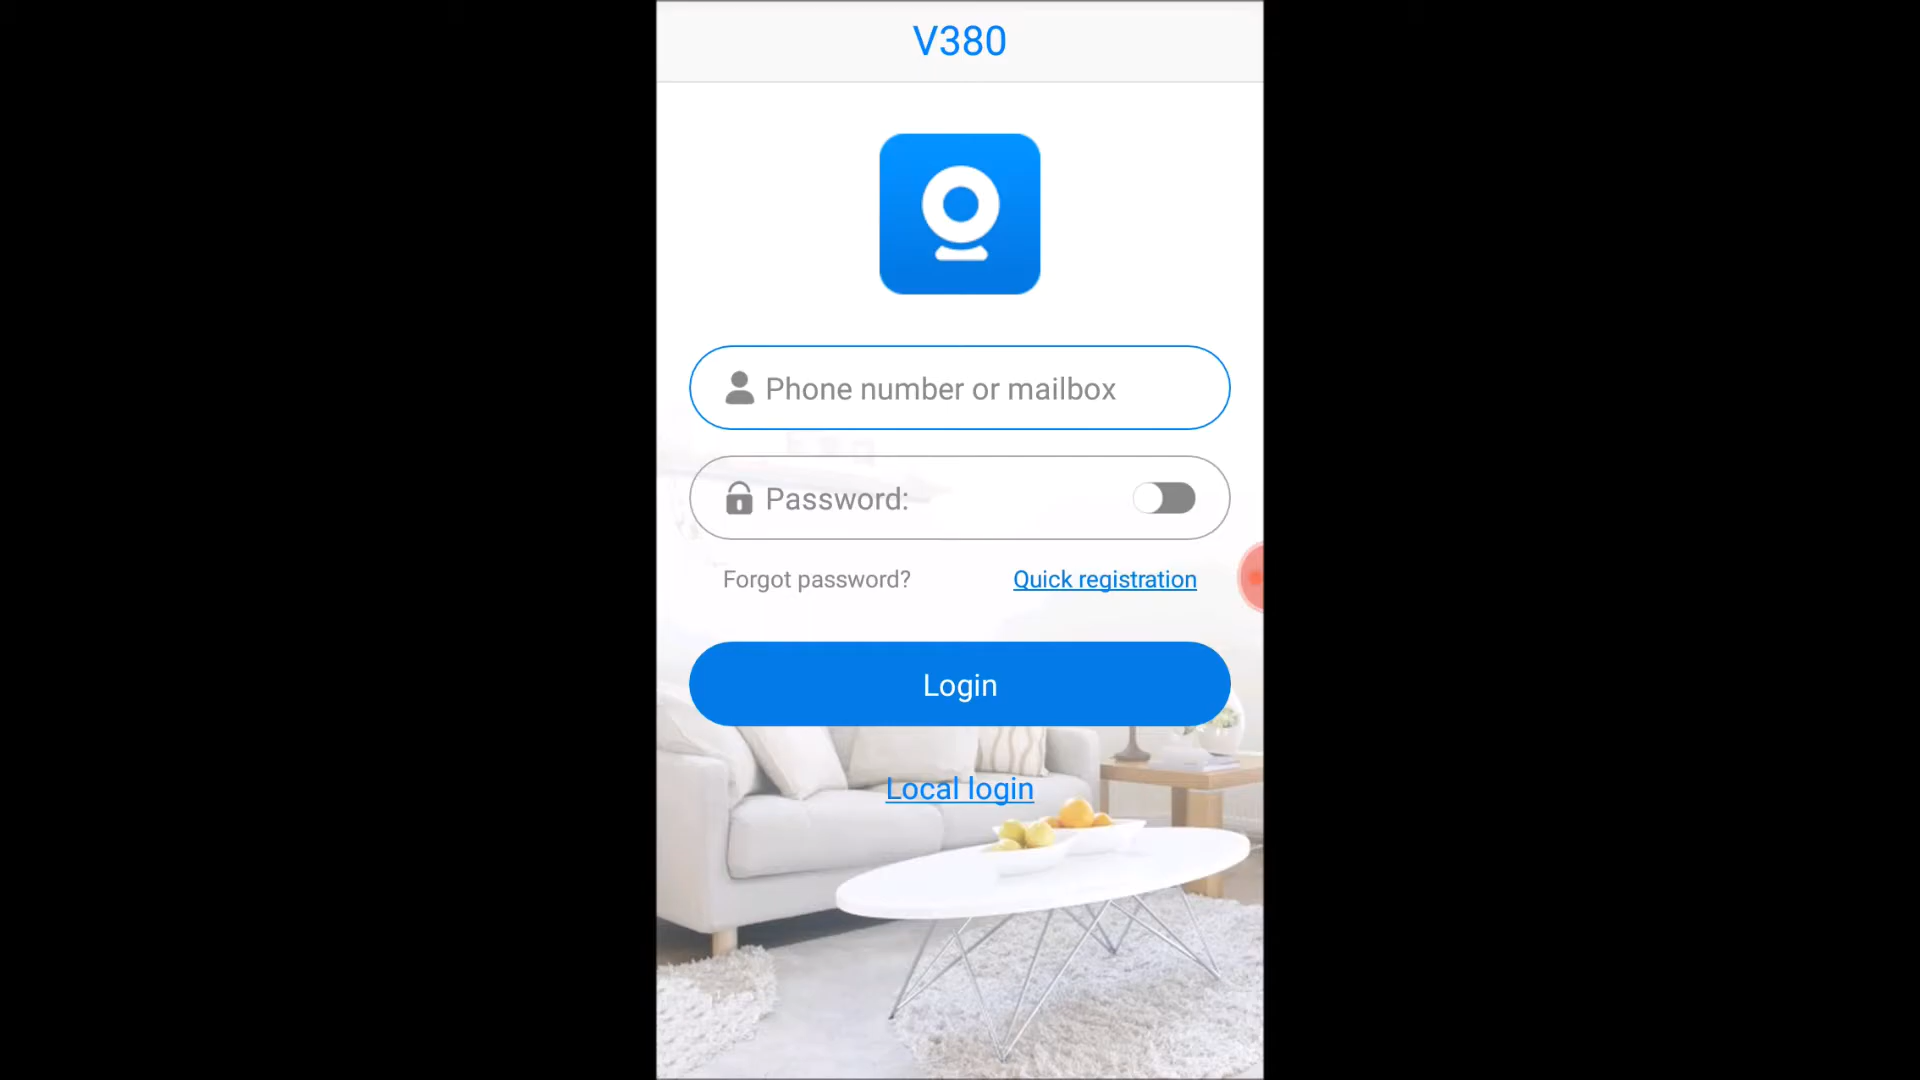 V380
Phone number or mailbox
Password:
Forgot password? Quick registration
Login
Local login